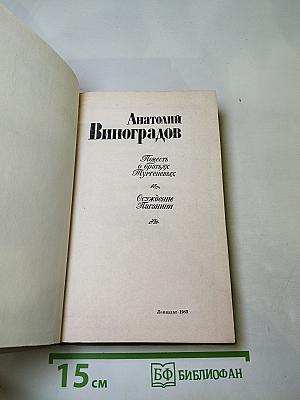 Анатолий
Виноградов
Повесть
о братьях
Тургеневых
Осуждение
Паганини
15 см
БФ БИБЛИОФАН